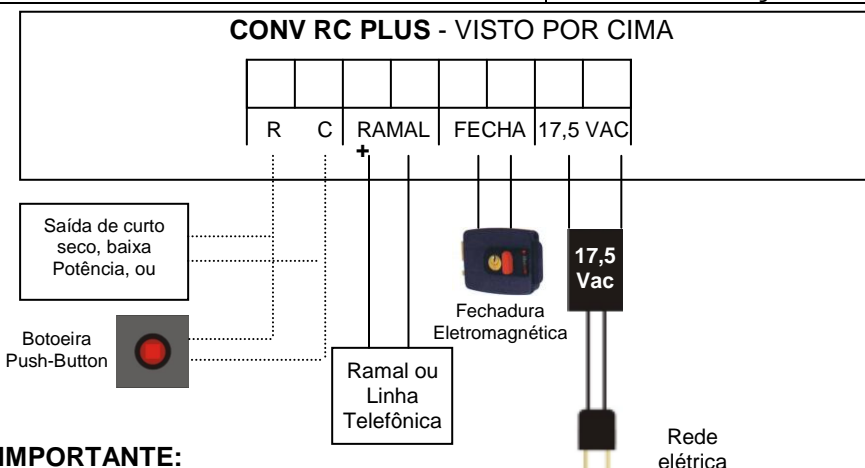 CONV RC PLUS - VISTO POR CIMA
R C RAMAL FECHA 17,5 VAC
+
Saída de curto
seco, baixa
Potência, ou
Botoeira
Push-Button
Ramal ou
Linha
Telefônica
Fechadura
Eletromagnética
17,5
Vac
Rede
elétrica
IMPORTANTE: